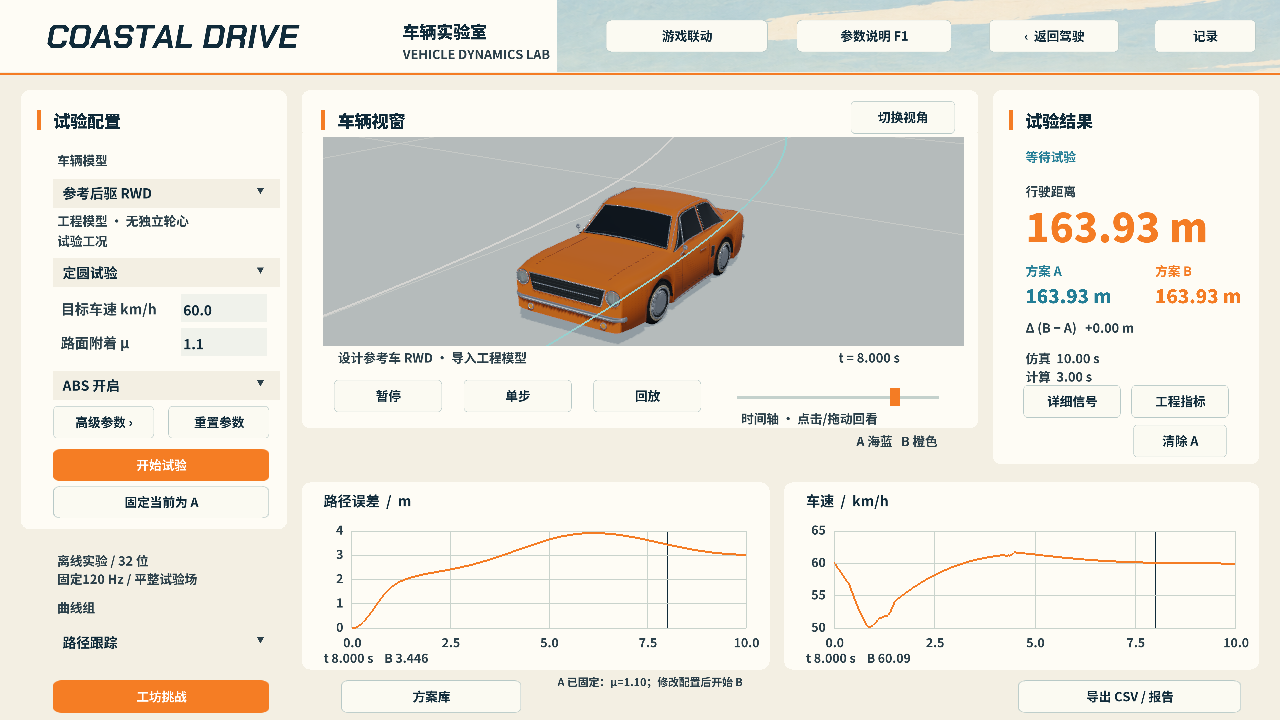 COASTAL DRIVE
车辆实验室
VEHICLE DYNAMICS LAB
游戏联动
参数说明 F1
‹ 返回驾驶
记录
试验配置
车辆模型
参考后驱 RWD
工程模型 · 无独立轮心
试验工况
定圆试验
目标车速 km/h
60.0
路面附着 μ
1.1
ABS 开启
高级参数 ›
重置参数
开始试验
固定当前为 A
离线实验 / 32 位
固定120 Hz / 平整试验场
曲线组
路径跟踪
工坊挑战
车辆视窗
切换视角
设计参考车 RWD · 导入工程模型
t = 8.000 s
暂停
单步
回放
时间轴 · 点击/拖动回看
A 海蓝 B 橙色
试验结果
等待试验
行驶距离
163.93 m
方案 A
方案 B
163.93 m
163.93 m
Δ (B − A) +0.00 m
仿真 10.00 s
计算 3.00 s
详细信号
工程指标
清除 A
路径误差 / m
4
3
2
1
0
0.0
2.5
5.0
7.5
10.0
t 8.000 s B 3.446
车速 / km/h
65
60
55
50
0.0
2.5
5.0
7.5
10.0
t 8.000 s B 60.09
方案库
A 已固定: μ=1.10; 修改配置后开始 B
导出 CSV / 报告